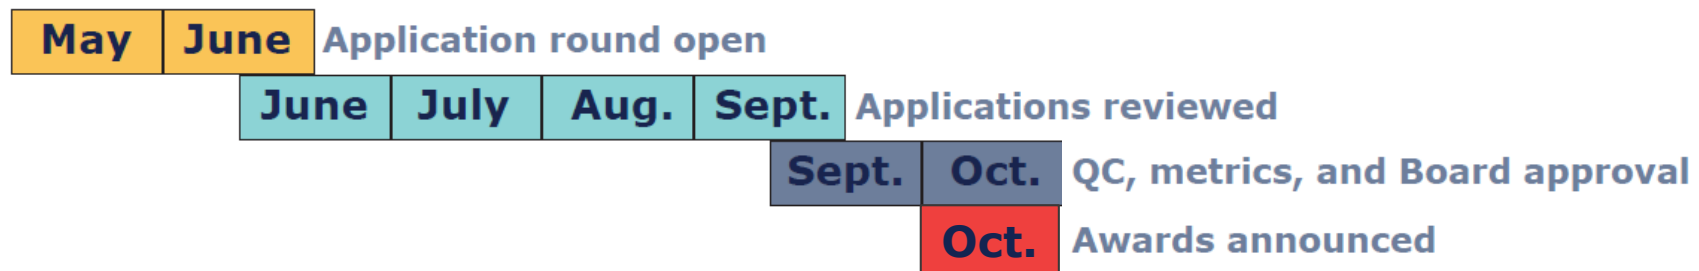 May June Application round open
June July Aug. Sept. Applications reviewed
Sept. Oct. QC, metrics, and Board approval
Oct. Awards announced